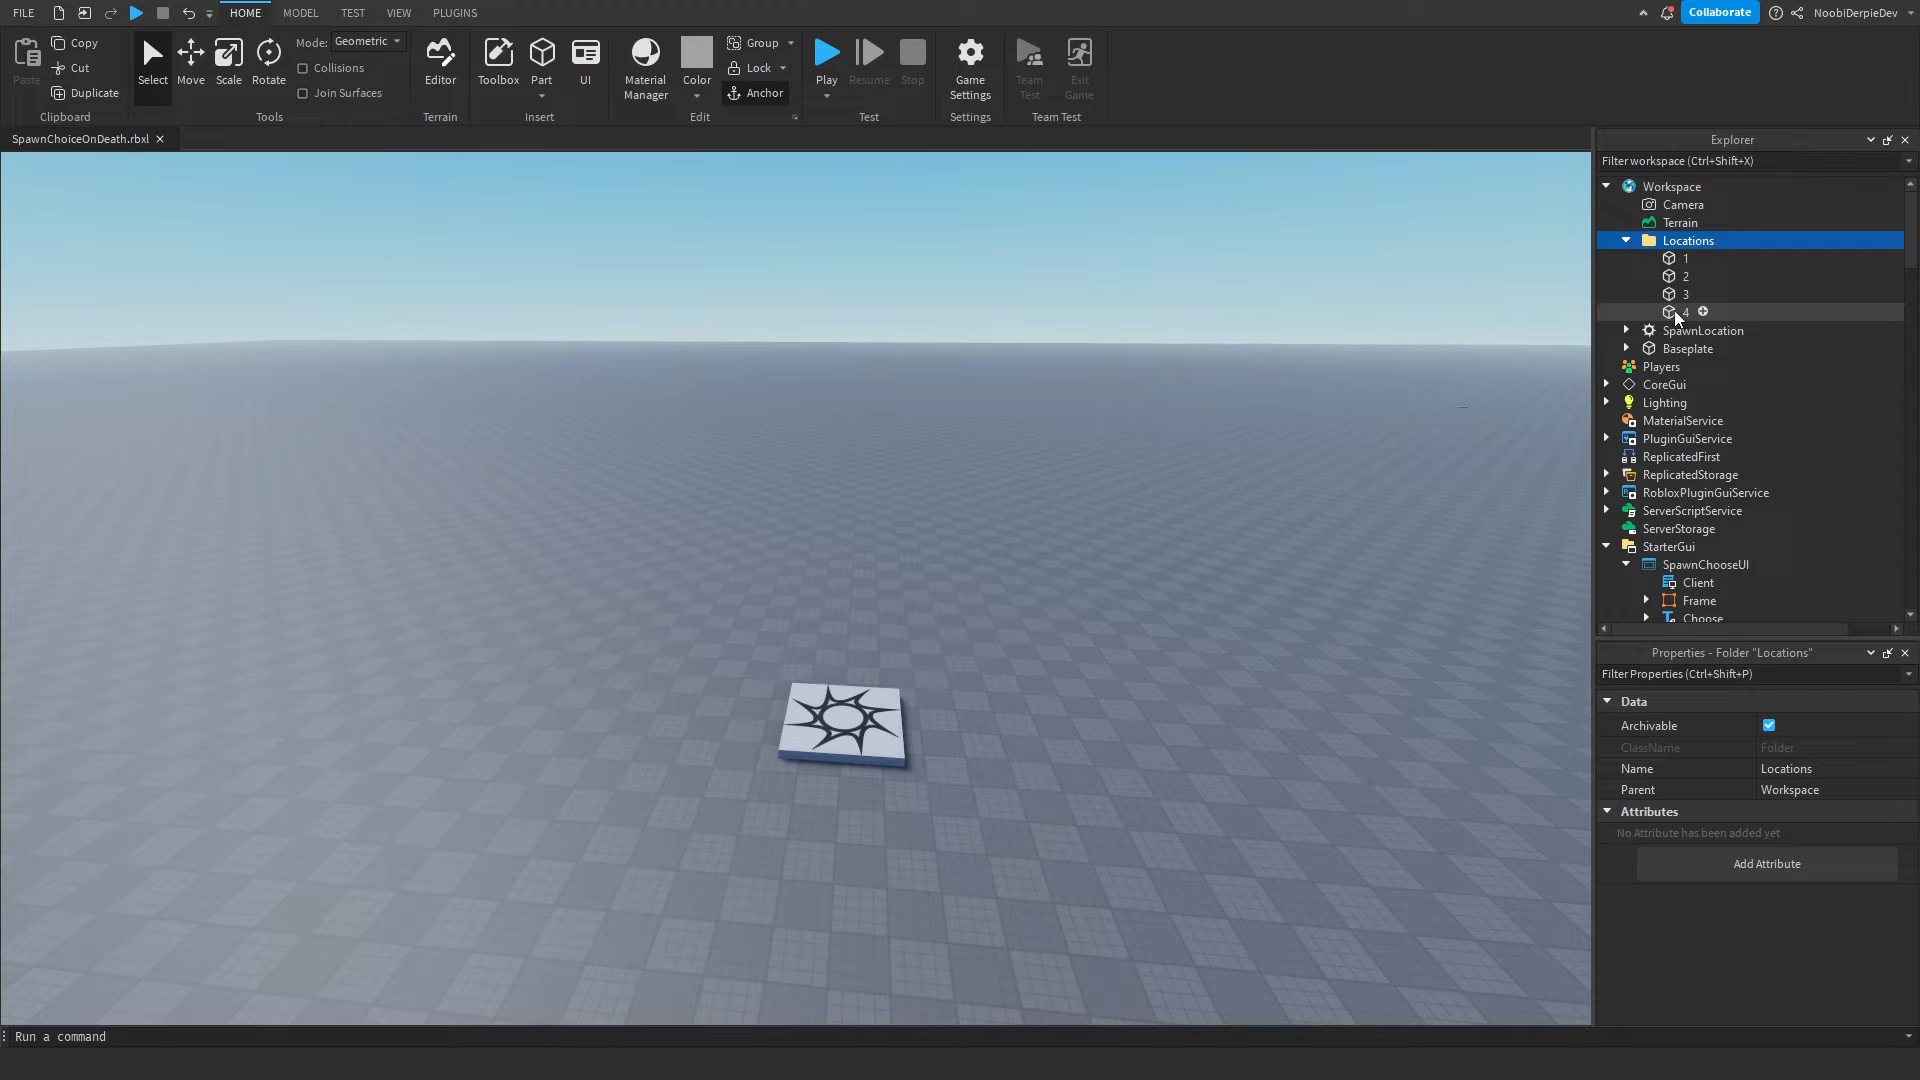 FILE HOME MODEL TEST VIEW PLUGINS Collaborate NoobiDerpieDev
Paste Copy Cut Duplicate Clipboard
Select Move Scale Rotate Mode: Geometric Collisions Join Surfaces Tools
Editor Terrain
Toolbox Part UI Insert
Material Manager Color Group Lock Anchor Edit
Play Resume Stop Test
Game Settings Settings
Team Test Exit Game Team Test
SpawnChoiceOnDeath.rbxl
Explorer
Filter workspace (Ctrl+Shift+X)
Workspace
Camera
Terrain
Locations
1
2
3
4
SpawnLocation
Baseplate
Players
CoreGui
Lighting
MaterialService
PluginGuiService
ReplicatedFirst
ReplicatedStorage
RobloxPluginGuiService
ServerScriptService
ServerStorage
StarterGui
SpawnChooseUI
Client
Frame
Choose
Properties - Folder "Locations"
Filter Properties (Ctrl+Shift+P)
Data
Archivable
ClassName Folder
Name Locations
Parent Workspace
Attributes
No Attribute has been added yet
Add Attribute
Run a command